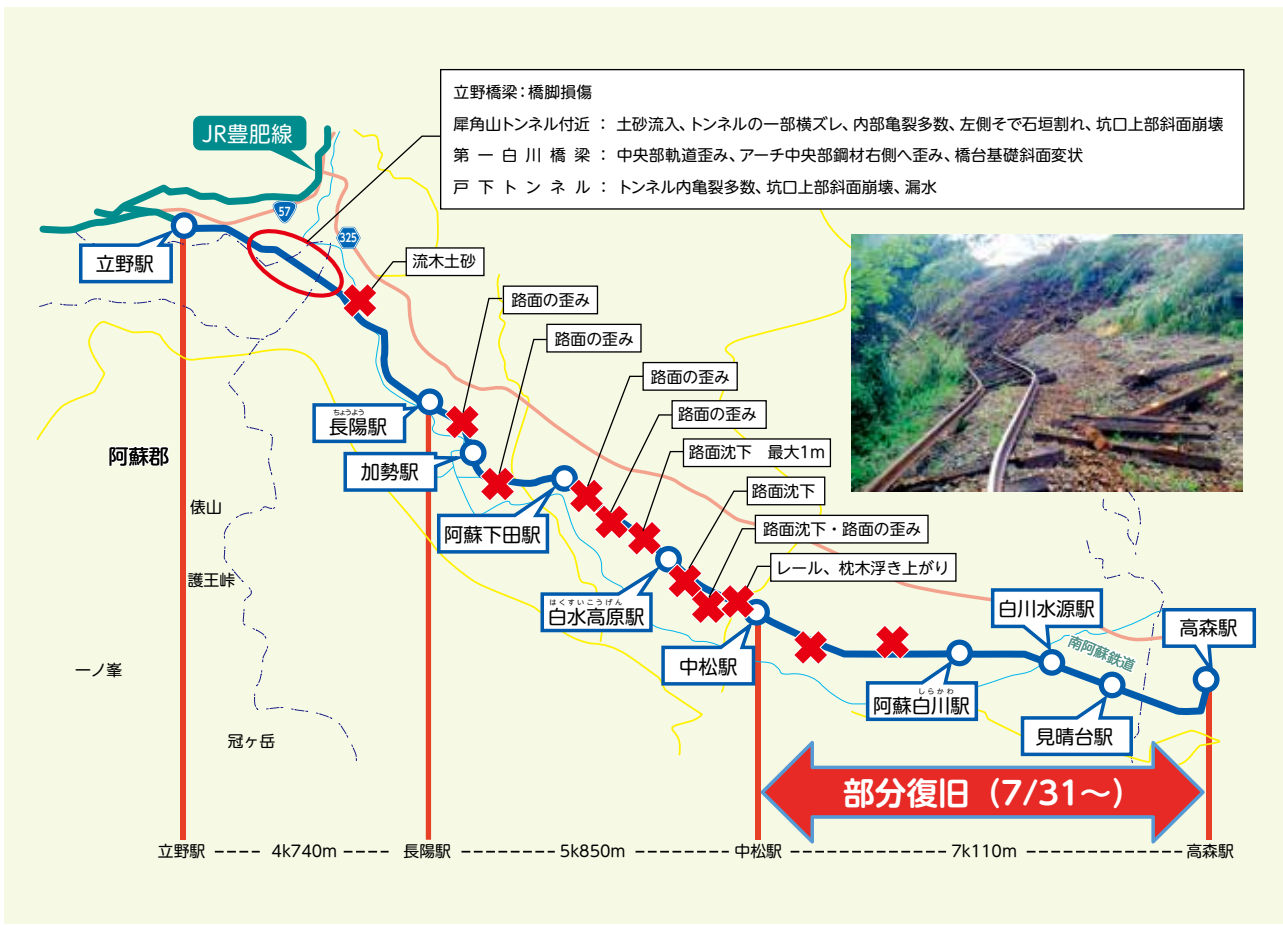 立野橋梁：橋脚損傷
犀角山トンネル付近 ： 土砂流入、トンネルの一部横ズレ、内部亀裂多数、左側そで石垣割れ、坑口上部斜面崩壊
第一白川橋梁 ： 中央部軌道歪み、アーチ中央部鋼材右側へ歪み、橋台基礎斜面変状
戸下トンネル ： トンネル内亀裂多数、坑口上部斜面崩壊、漏水
JR豊肥線
57
325
立野駅
流木土砂
路面の歪み
路面の歪み
路面の歪み
路面の歪み
路面沈下 最大1m
路面沈下
路面沈下・路面の歪み
レール、枕木浮き上がり
ちょうよう
長陽駅
加勢駅
阿蘇下田駅
はくすいこうげん
白水高原駅
中松駅
しらかわ
阿蘇白川駅
白川水源駅
南阿蘇鉄道
見晴台駅
高森駅
阿蘇郡
俵山
護王峠
一ノ峯
冠ヶ岳
部分復旧（7/31〜）
立野駅 ---- 4k740m ---- 長陽駅 -------- 5k850m -------- 中松駅 ----------- 7k110m ----------- 高森駅